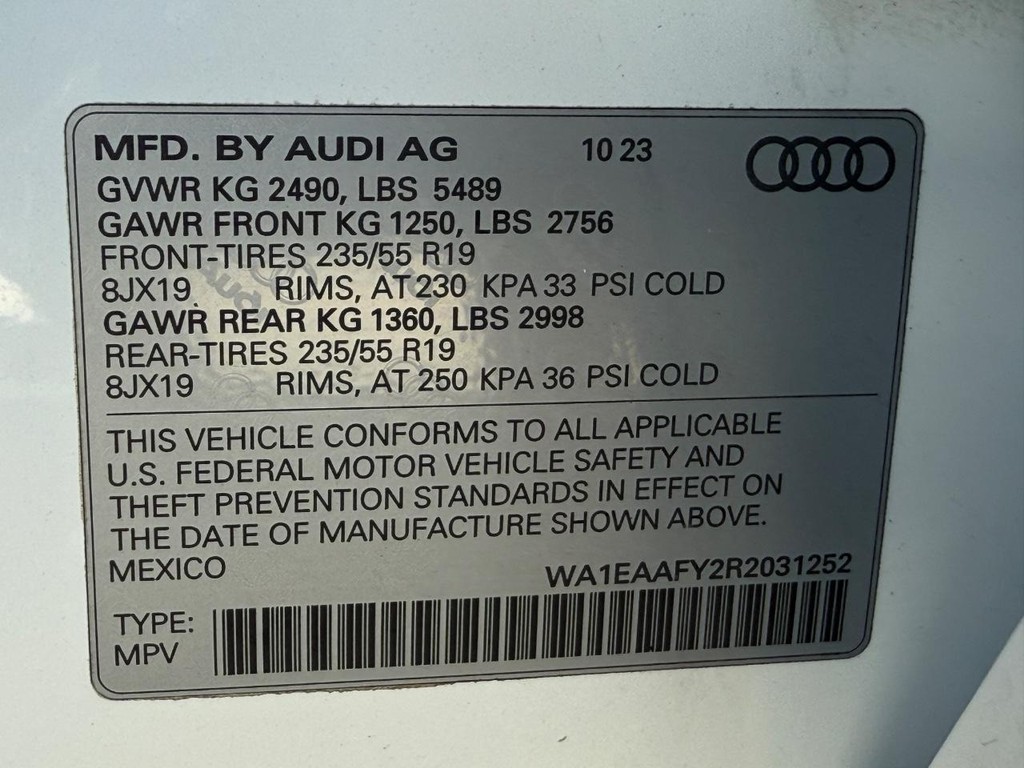 MFD. BY AUDI AG 10 23
GVWR KG 2490, LBS 5489
GAWR FRONT KG 1250, LBS 2756
FRONT-TIRES 235/55 R19
8JX19 RIMS, AT 230 KPA 33 PSI COLD
GAWR REAR KG 1360, LBS 2998
REAR-TIRES 235/55 R19
8JX19 RIMS, AT 250 KPA 36 PSI COLD
THIS VEHICLE CONFORMS TO ALL APPLICABLE
U.S. FEDERAL MOTOR VEHICLE SAFETY AND
THEFT PREVENTION STANDARDS IN EFFECT ON
THE DATE OF MANUFACTURE SHOWN ABOVE.
MEXICO WA1EAAFY2R2031252
TYPE:
MPV